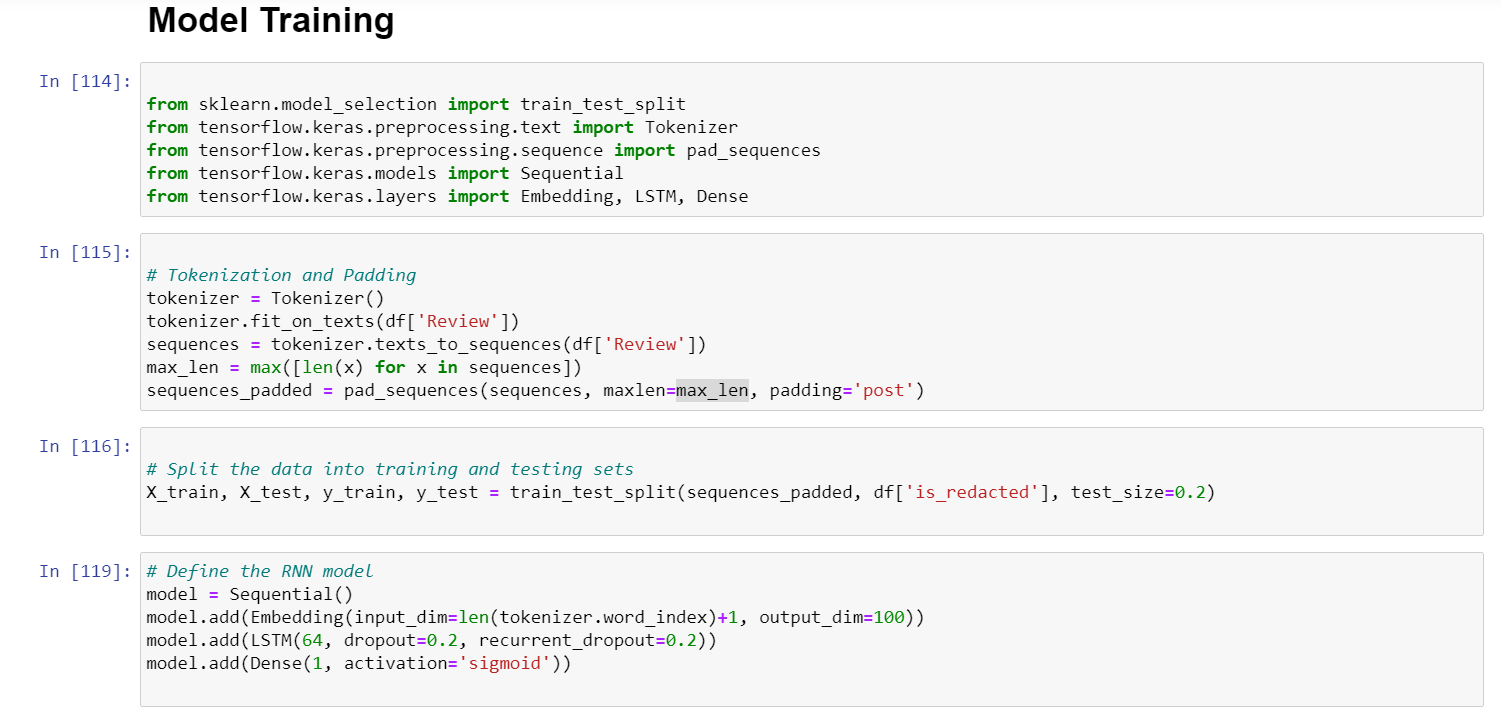 Model Training
In [114]:
from sklearn.model_selection import train_test_split
from tensorflow.keras.preprocessing.text import Tokenizer
from tensorflow.keras.preprocessing.sequence import pad_sequences
from tensorflow.keras.models import Sequential
from tensorflow.keras.layers import Embedding, LSTM, Dense
In [115]:
# Tokenization and Padding
tokenizer = Tokenizer()
tokenizer.fit_on_texts(df['Review'])
sequences = tokenizer.texts_to_sequences(df['Review'])
max_len = max([len(x) for x in sequences])
sequences_padded = pad_sequences(sequences, maxlen=max_len, padding='post')
In [116]:
# Split the data into training and testing sets
X_train, X_test, y_train, y_test = train_test_split(sequences_padded, df['is_redacted'], test_size=0.2)
In [119]: # Define the RNN model
model = Sequential()
model.add(Embedding(input_dim=len(tokenizer.word_index)+1, output_dim=100))
model.add(LSTM(64, dropout=0.2, recurrent_dropout=0.2))
model.add(Dense(1, activation='sigmoid'))